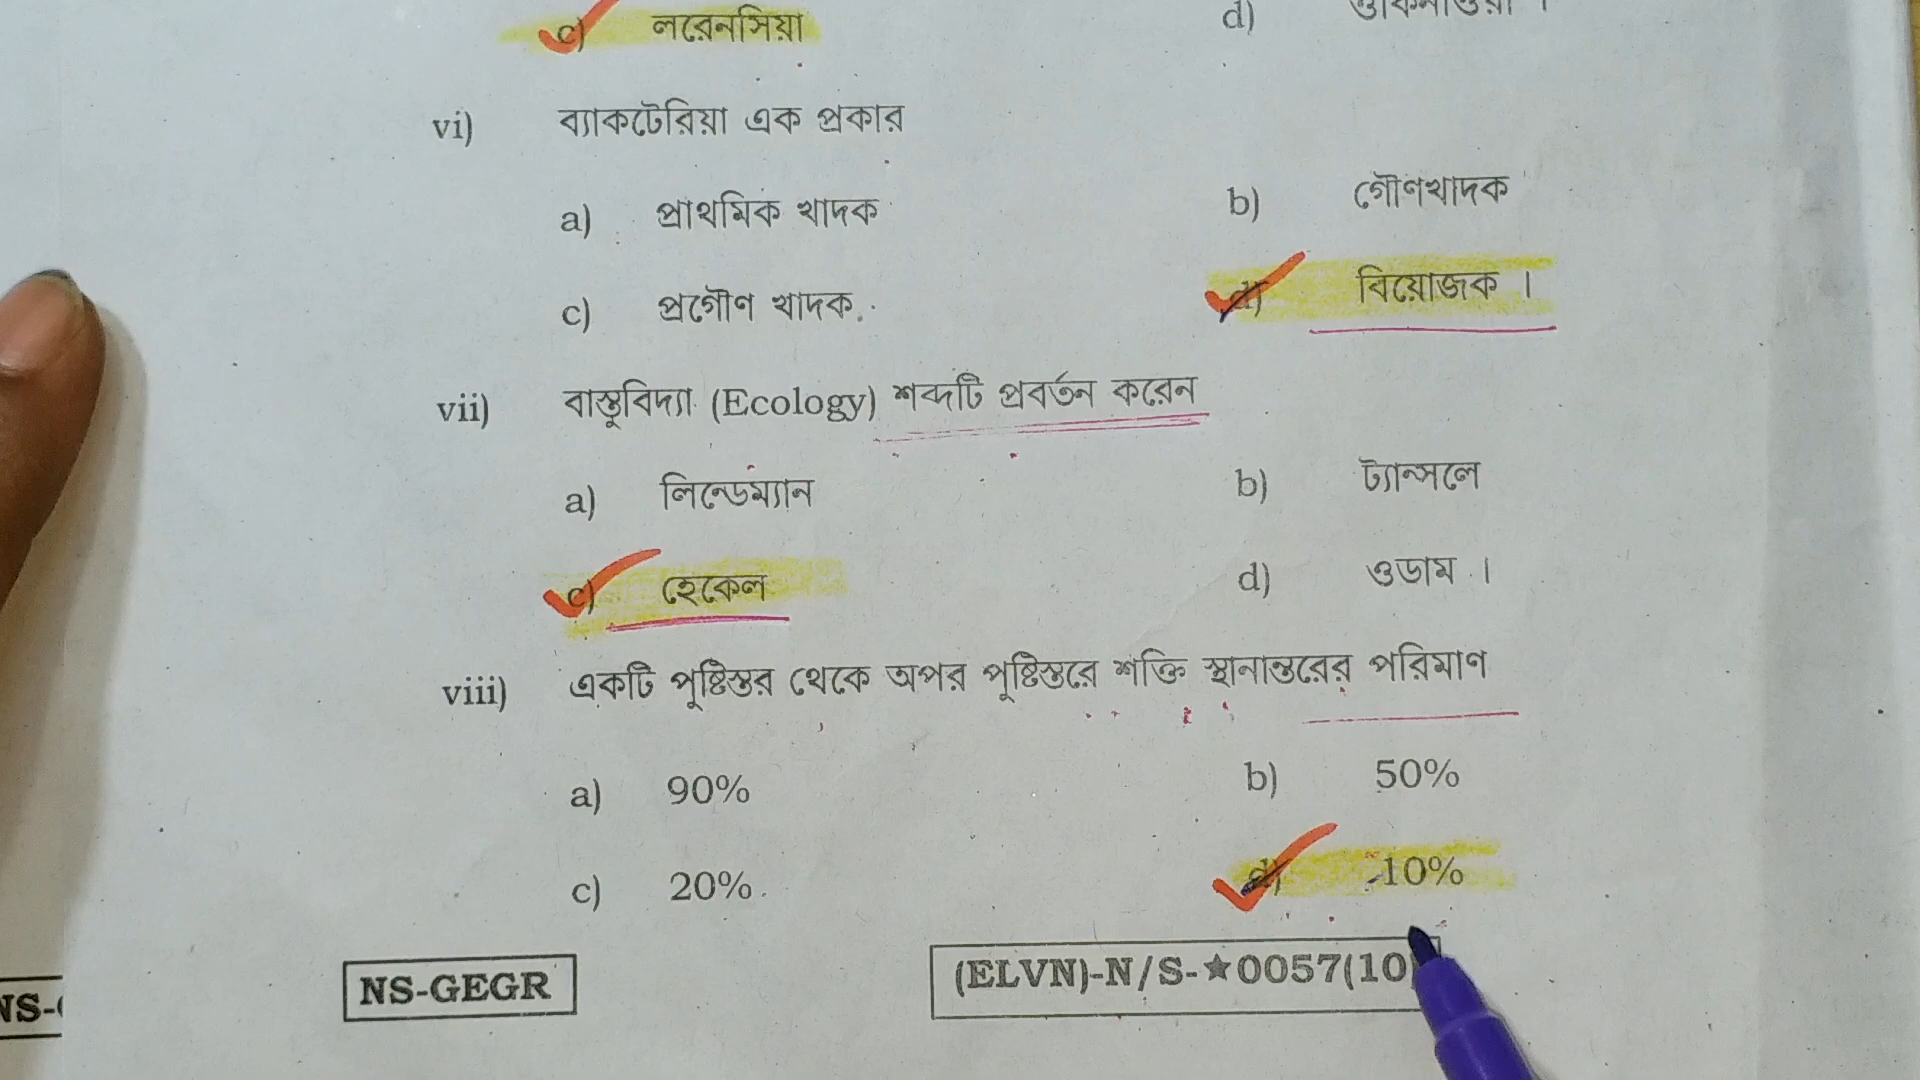 c) লরেনসিয়া d)
vi) ব্যাকটেরিয়া এক প্রকার
a) প্রাথমিক খাদক b) গৌণখাদক
c) প্রগৌণ খাদক d) বিয়োজক ।
vii) বাস্তুবিদ্যা (Ecology) শব্দটি প্রবর্তন করেন
a) লিন্ডেম্যান b) ট্যান্সলে
c) হেকেল d) ওডাম ।
viii) একটি পুষ্টিস্তর থেকে অপর পুষ্টিস্তরে শক্তি স্থানান্তরের পরিমাণ
a) 90% b) 50%
c) 20% d) 10%
NS-GEGR (ELVN)-N/S-★0057(10
NS-